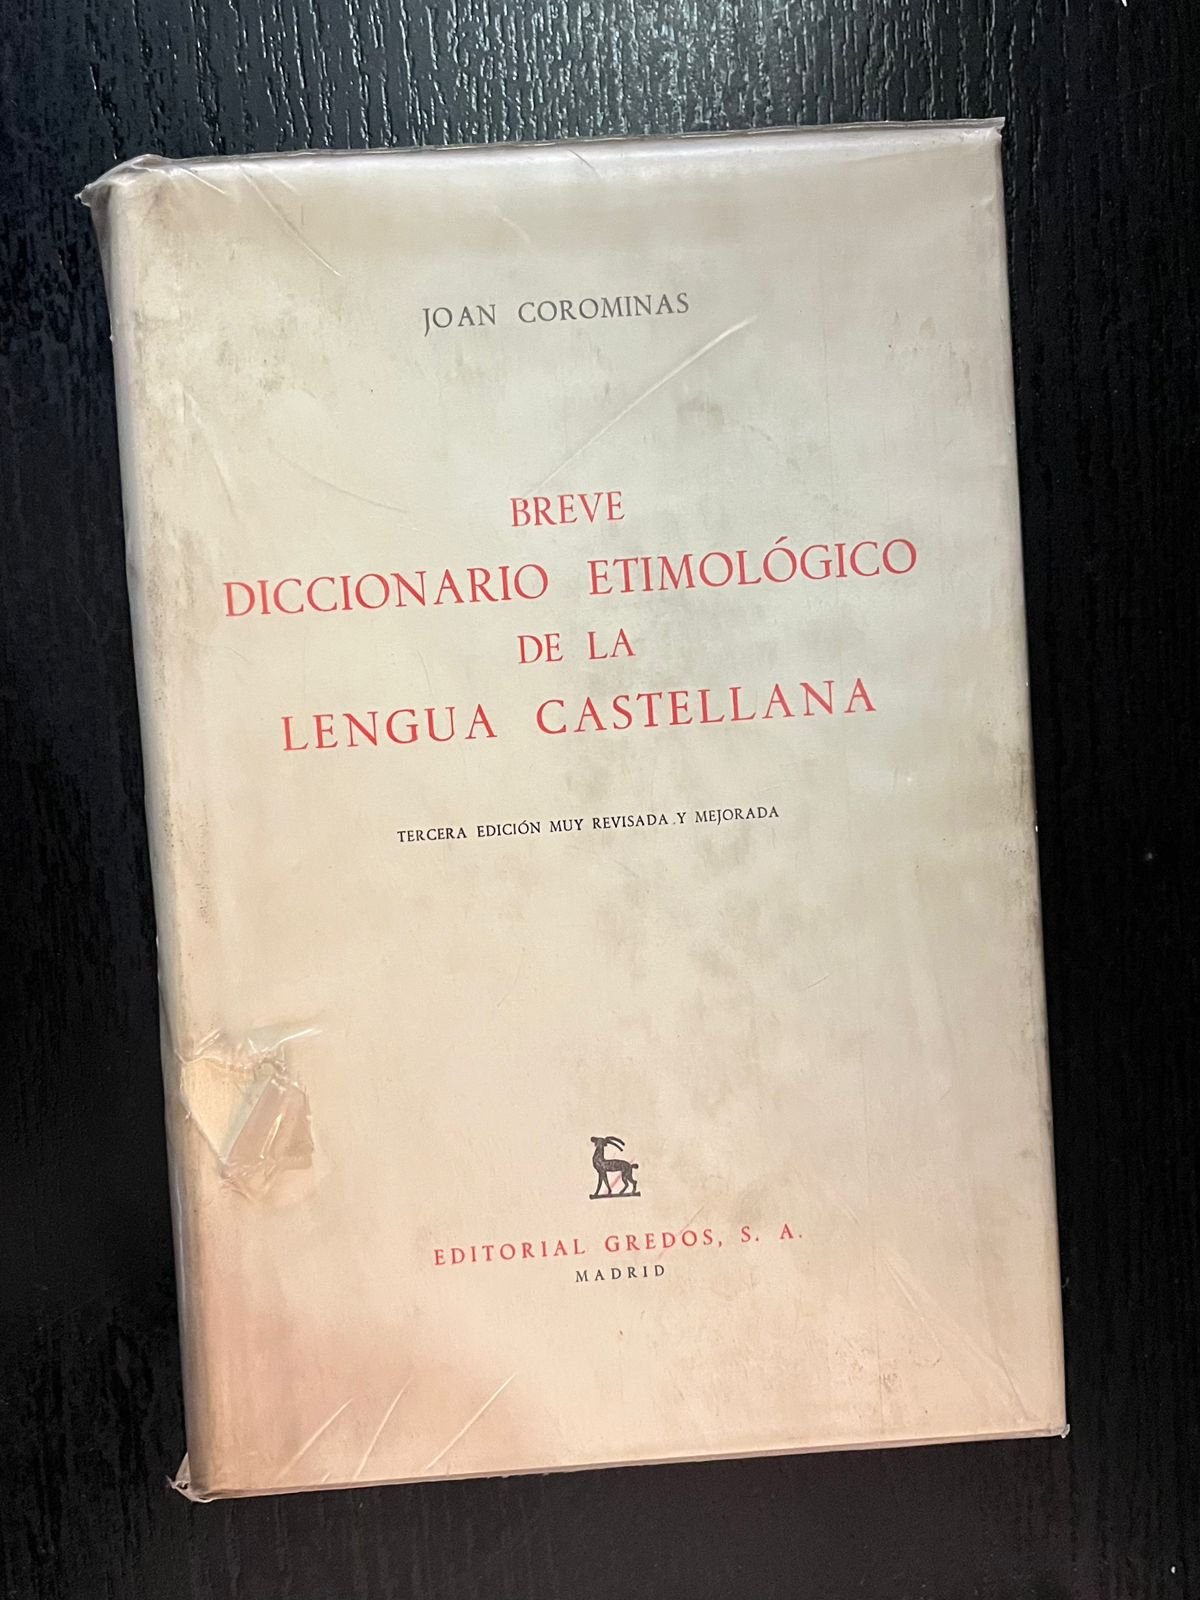 JOAN COROMINAS
BREVE
DICCIONARIO ETIMOLÓGICO
DE LA
LENGUA CASTELLANA
TERCERA EDICIÓN MUY REVISADA Y MEJORADA
EDITORIAL GREDOS, S. A.
MADRID